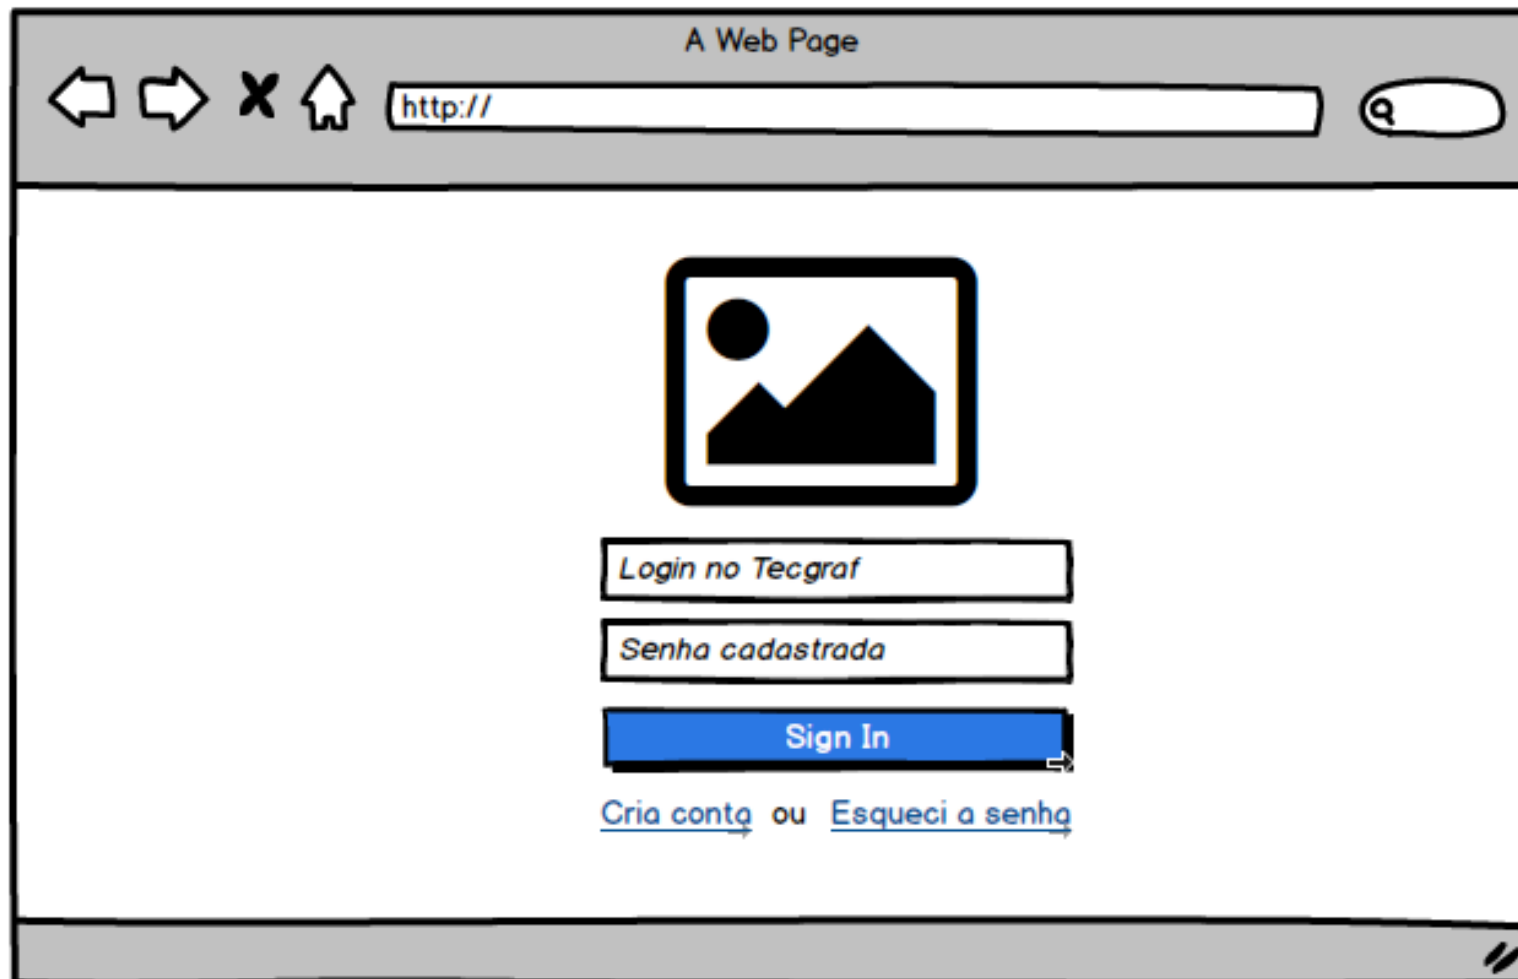 A Web Page
http://
Login no Tecgraf
Senha cadastrada
Sign In
Cria conta ou Esqueci a senha